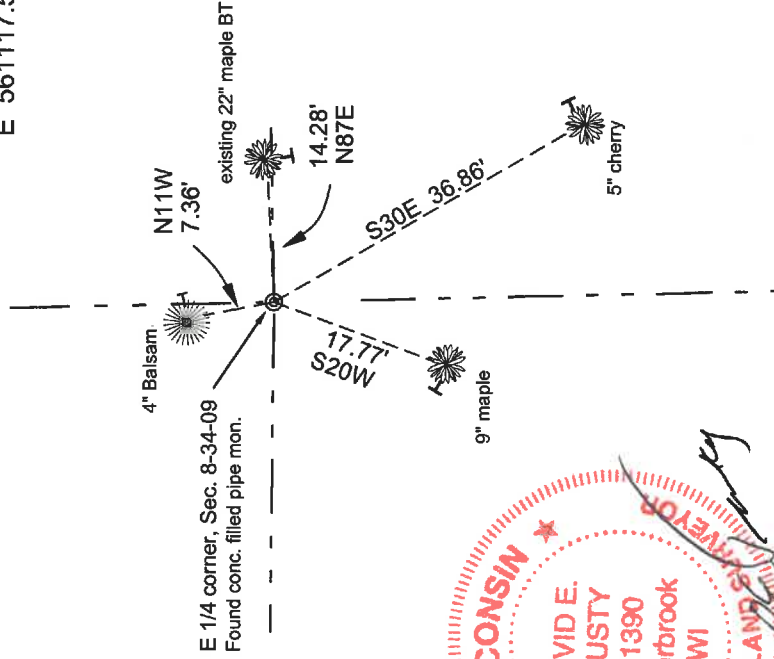 E 561117.5
existing 22" maple BT
N11W
7.36'
14.28'
N87E
4" Balsam
S30E 36.86'
5" cherry
17.77'
S20W
9" maple
E 1/4 corner, Sec. 8-34-09
Found conc. filled pipe mon.
CONSIN
VID E.
USTY
1390
rbrook
WI
LAND SURVEYOR